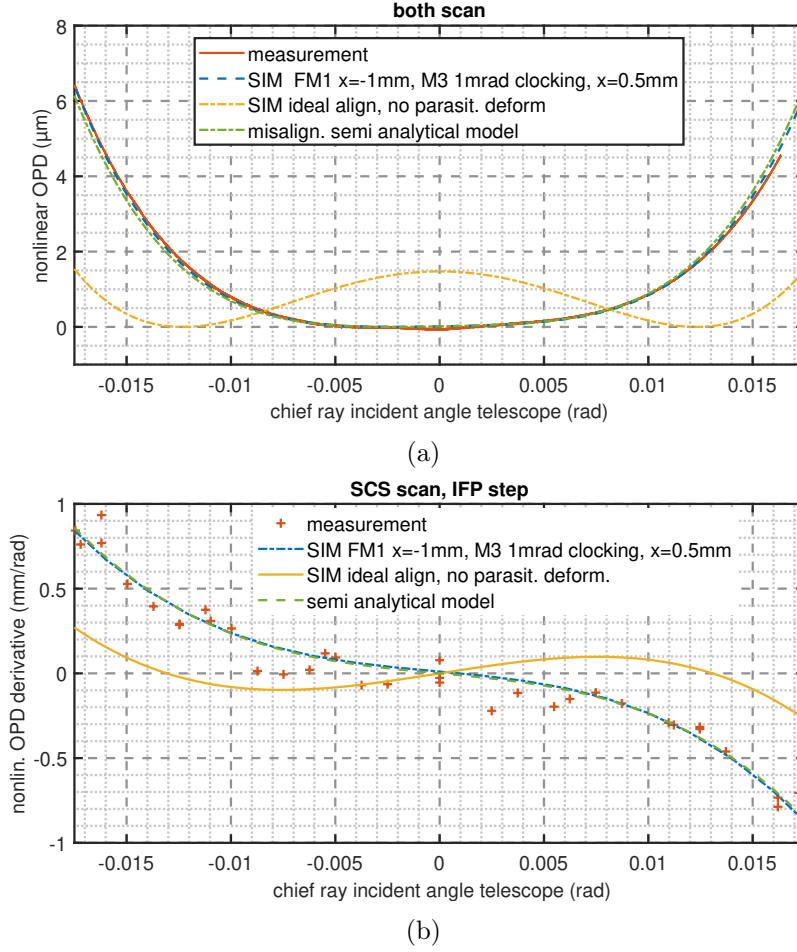 both scan
8
6
4
2
0
nonlinear OPD (µm)
measurement
SIM FM1 x=-1mm, M3 1mrad clocking, x=0.5mm
SIM ideal align, no parasit. deform
misalign. semi analytical model
-0.015 -0.01 -0.005 0 0.005 0.01 0.015
chief ray incident angle telescope (rad)
(a)
SCS scan, IFP step
1
0.5
0
-0.5
-1
nonlin. OPD derivative (mm/rad)
measurement
SIM FM1 x=-1mm, M3 1mrad clocking, x=0.5mm
SIM ideal align, no parasit. deform.
semi analytical model
-0.015 -0.01 -0.005 0 0.005 0.01 0.015
chief ray incident angle telescope (rad)
(b)